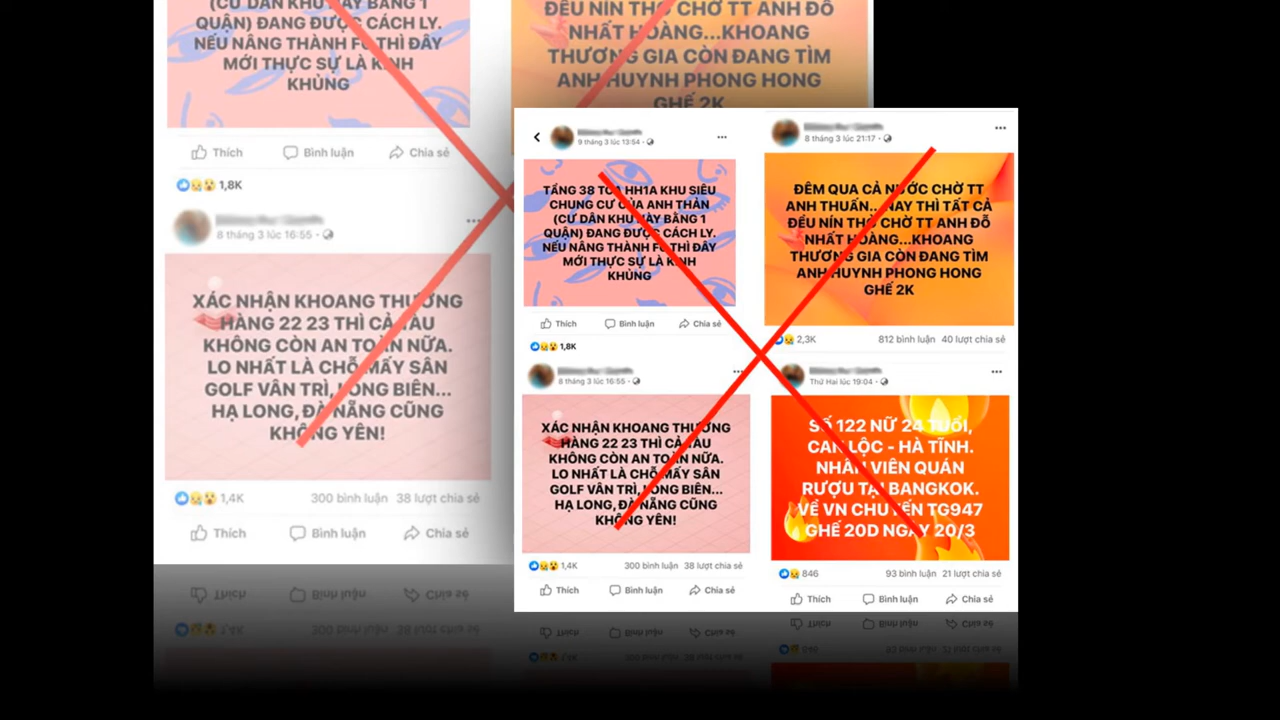 (CƯ DÂN KHU NÀY BẰNG 1
QUẬN) ĐANG ĐƯỢC CÁCH LY.
NẾU NÂNG THÀNH F0 THÌ ĐÂY
MỚI THỰC SỰ LÀ KINH
KHỦNG
Thích Bình luận Chia sẻ
1,8K
8 tháng 3 lúc 16:55
XÁC NHẬN KHOANG THƯƠNG
HÀNG 22 23 THÌ CẢ TÀU
KHÔNG CÒN AN TOÀN NỮA.
LO NHẤT LÀ CHỖ MẤY SÂN
GOLF VÂN TRÌ, LONG BIÊN...
HẠ LONG, ĐÀ NẴNG CŨNG
KHÔNG YÊN!
1,4K 300 bình luận 38 lượt chia sẻ
Thích Bình luận Chia sẻ
ĐỀU NÍN THỞ CHỜ TT ANH ĐỖ
NHẤT HOÀNG...KHOANG
THƯƠNG GIA CÒN ĐANG TÌM
ANH HUYNH PHONG HONG
GHẾ 2K
9 tháng 3 lúc 13:54
TẦNG 38 TOÀ HH1A KHU SIÊU
CHUNG CƯ CỦA ANH THẢN
(CƯ DÂN KHU NÀY BẰNG 1
QUẬN) ĐANG ĐƯỢC CÁCH LY.
NẾU NÂNG THÀNH F0 THÌ ĐÂY
MỚI THỰC SỰ LÀ KINH
KHỦNG
Thích Bình luận Chia sẻ
1,8K
8 tháng 3 lúc 21:17
ĐÊM QUA CẢ NƯỚC CHỜ TT
ANH THUẤN... NAY THÌ TẤT CẢ
ĐỀU NÍN THỞ CHỜ TT ANH ĐỖ
NHẤT HOÀNG...KHOANG
THƯƠNG GIA CÒN ĐANG TÌM
ANH HUYNH PHONG HONG
GHẾ 2K
2,3K 812 bình luận 40 lượt chia sẻ
8 tháng 3 lúc 16:55
XÁC NHẬN KHOANG THƯƠNG
HÀNG 22 23 THÌ CẢ TÀU
KHÔNG CÒN AN TOÀN NỮA.
LO NHẤT LÀ CHỖ MẤY SÂN
GOLF VÂN TRÌ, LONG BIÊN...
HẠ LONG, ĐÀ NẴNG CŨNG
KHÔNG YÊN!
1,4K 300 bình luận 38 lượt chia sẻ
Thích Bình luận Chia sẻ
Thứ Hai lúc 19:04
SỐ 122 NỮ 24 TUỔI,
CAN LỘC - HÀ TĨNH.
NHÂN VIÊN QUÁN
RƯỢU TẠI BANGKOK.
VỀ VN CHUYẾN TG947
GHẾ 20D NGÀY 20/3
846 93 bình luận 21 lượt chia sẻ
Thích Bình luận Chia sẻ